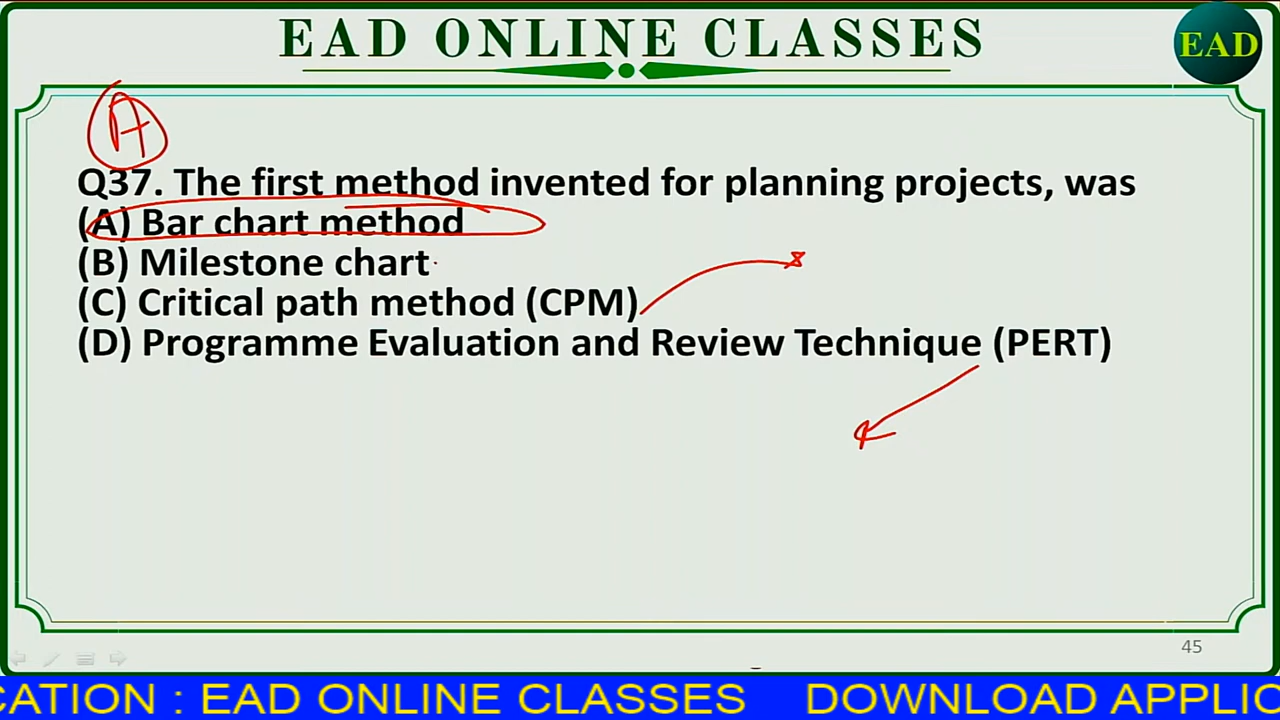 EAD ONLINE CLASSES
EAD
A
Q37. The first method invented for planning projects, was
(A) Bar chart method
(B) Milestone chart
(C) Critical path method (CPM)
(D) Programme Evaluation and Review Technique (PERT)
45
CATION : EAD ONLINE CLASSES DOWNLOAD APPLIC